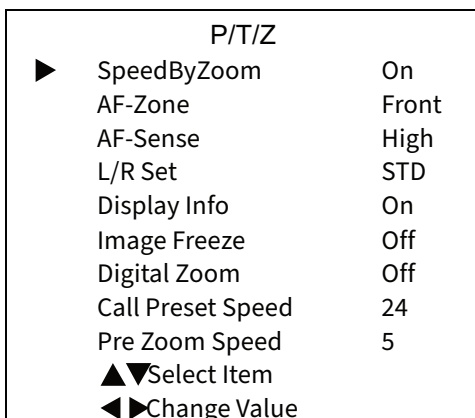 P/T/Z
▶ SpeedByZoom On
AF-Zone Front
AF-Sense High
L/R Set STD
Display Info On
Image Freeze Off
Digital Zoom Off
Call Preset Speed 24
Pre Zoom Speed 5
▲▼Select Item
◀▶Change Value